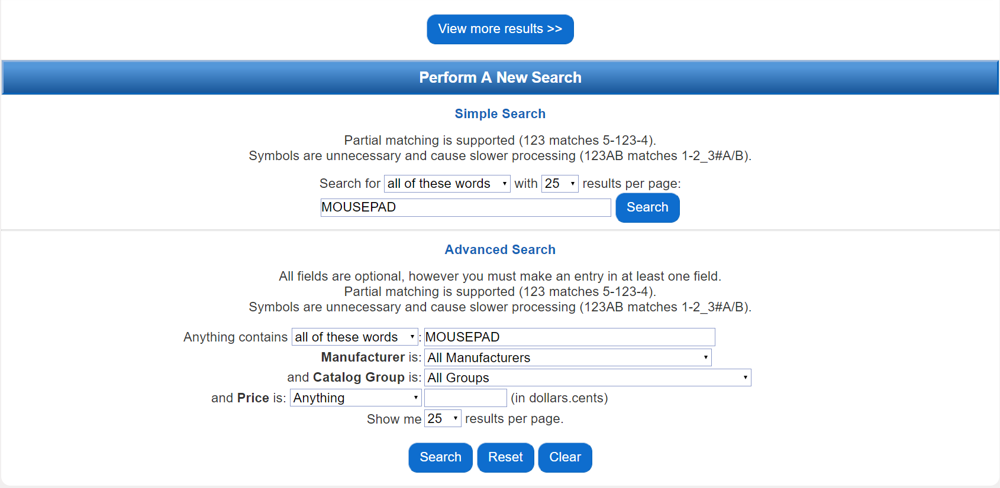 View more results >>
Perform A New Search
Simple Search
Partial matching is supported (123 matches 5-123-4).
Symbols are unnecessary and cause slower processing (123AB matches 1-2_3#A/B).
Search for all of these words with 25 results per page:
MOUSEPAD Search
Advanced Search
All fields are optional, however you must make an entry in at least one field.
Partial matching is supported (123 matches 5-123-4).
Symbols are unnecessary and cause slower processing (123AB matches 1-2_3#A/B).
Anything contains all of these words : MOUSEPAD
Manufacturer is: All Manufacturers
and Catalog Group is: All Groups
and Price is: Anything (in dollars.cents)
Show me 25 results per page.
Search Reset Clear